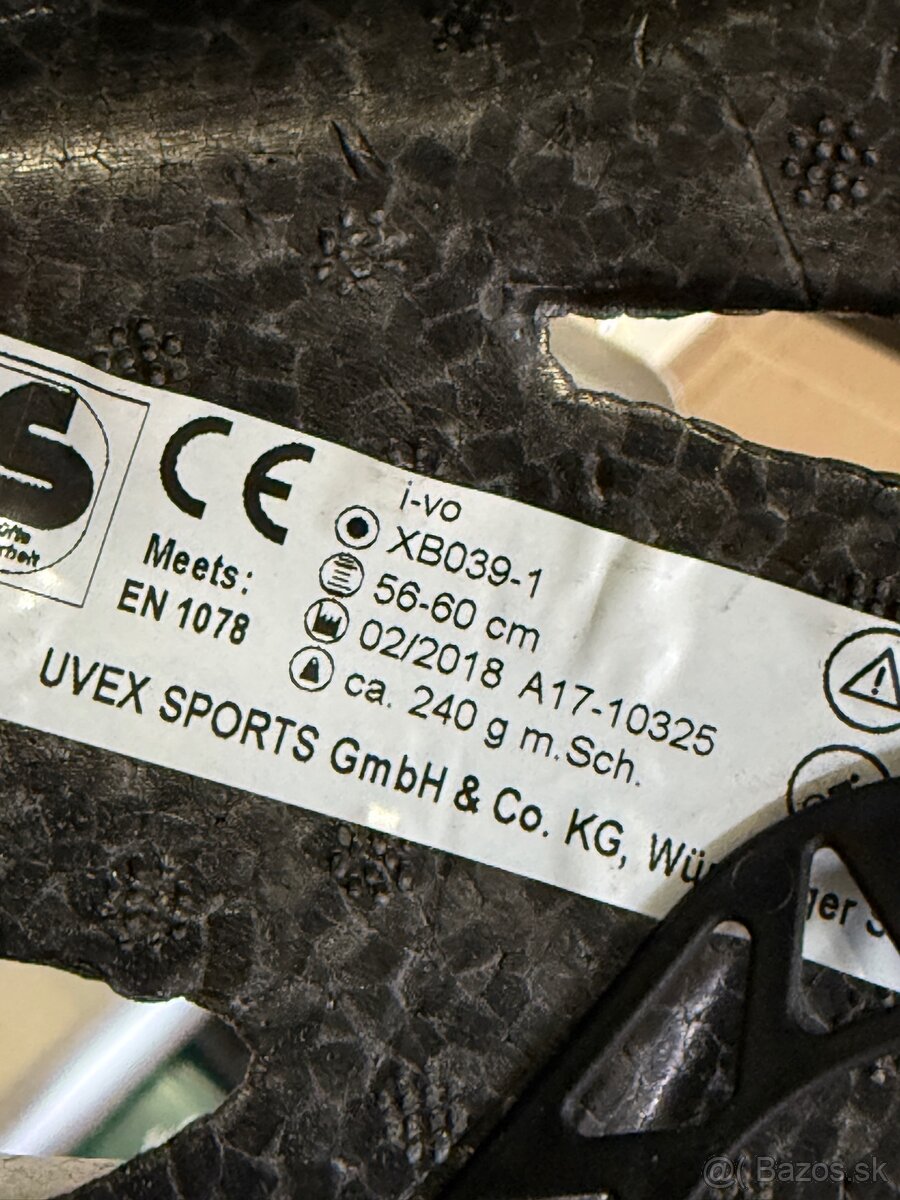 S
CE
Meets:
EN 1078
i-vo
XB039-1
56-60 cm
02/2018 A17-10325
ca. 240 g m.Sch.
UVEX SPORTS GmbH & Co. KG,
@( Bazos.sk